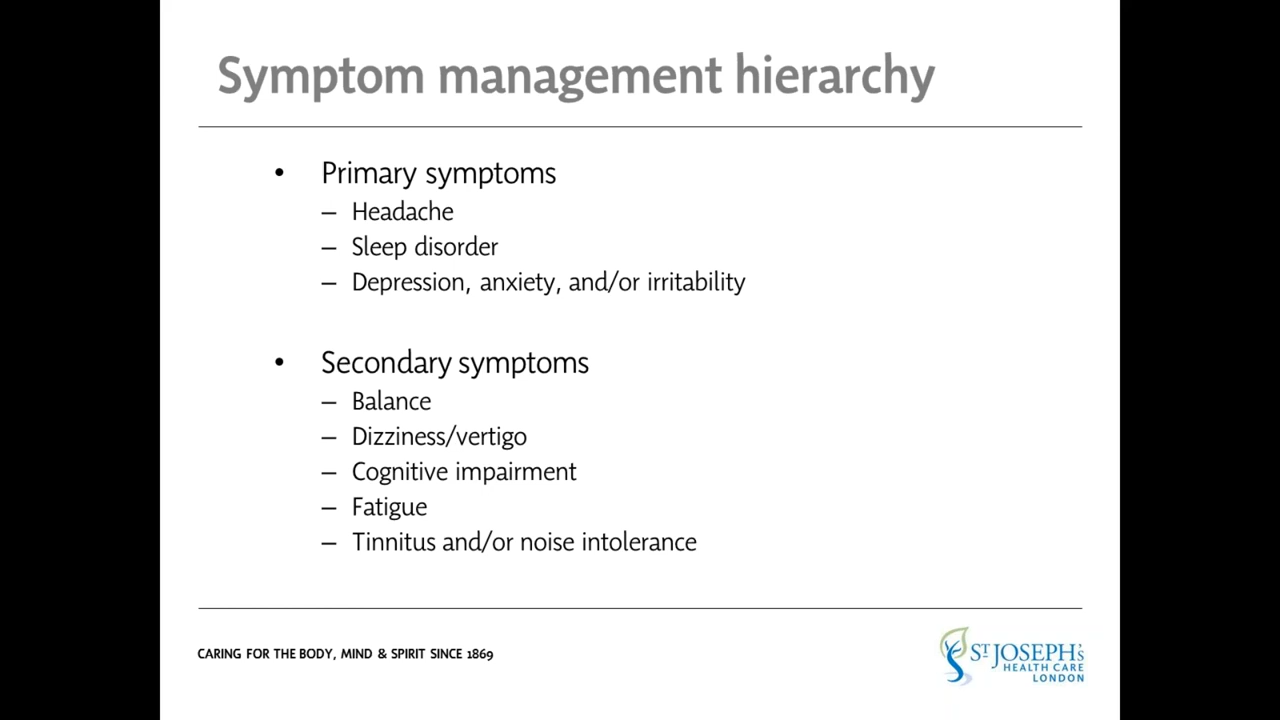 Symptom management hierarchy
• Primary symptoms
– Headache
– Sleep disorder
– Depression, anxiety, and/or irritability
• Secondary symptoms
– Balance
– Dizziness/vertigo
– Cognitive impairment
– Fatigue
– Tinnitus and/or noise intolerance
CARING FOR THE BODY, MIND & SPIRIT SINCE 1869
ST JOSEPH's
HEALTH CARE
LONDON